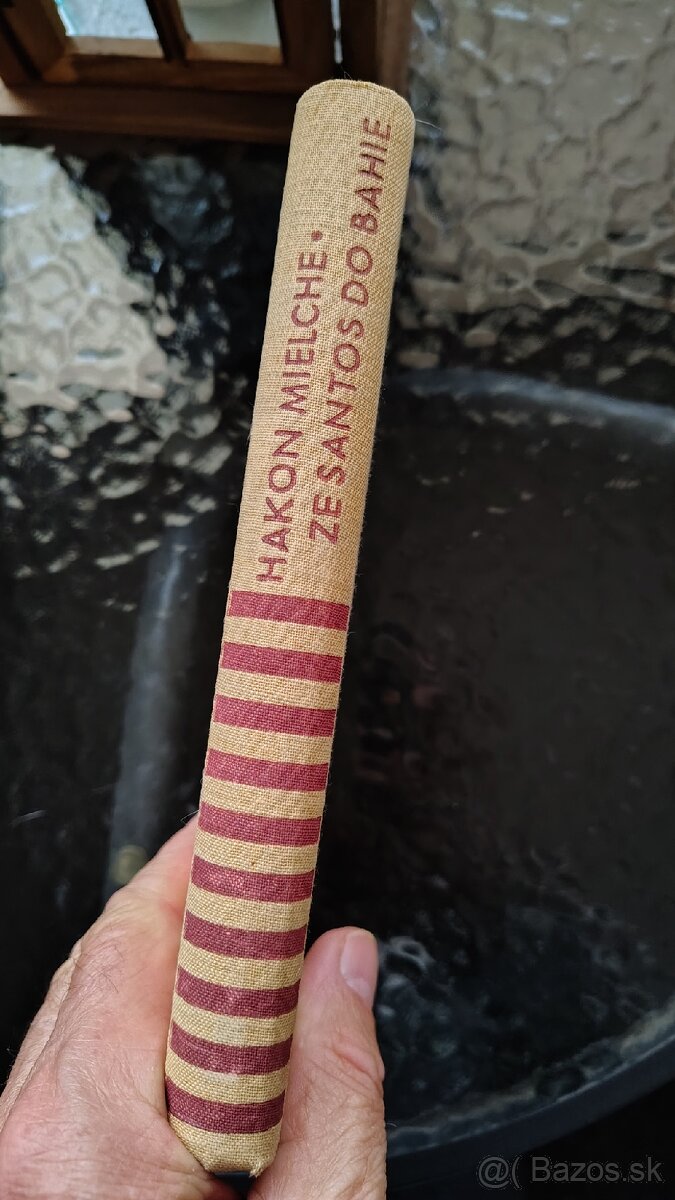 HAKON MIELCHE •
ZE SANTOS DO BAHIE
@( Bazos.sk